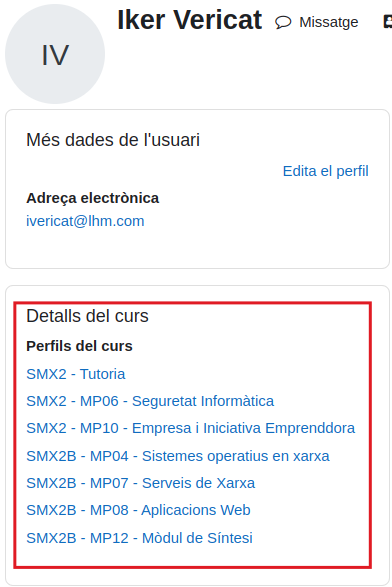 Iker Vericat Missatge
IV
Més dades de l'usuari
Edita el perfil
Adreça electrònica
ivericat@lhm.com
Detalls del curs
Perfils del curs
SMX2 - Tutoria
SMX2 - MP06 - Seguretat Informàtica
SMX2 - MP10 - Empresa i Iniciativa Emprenddora
SMX2B - MP04 - Sistemes operatius en xarxa
SMX2B - MP07 - Serveis de Xarxa
SMX2B - MP08 - Aplicacions Web
SMX2B - MP12 - Mòdul de Síntesi